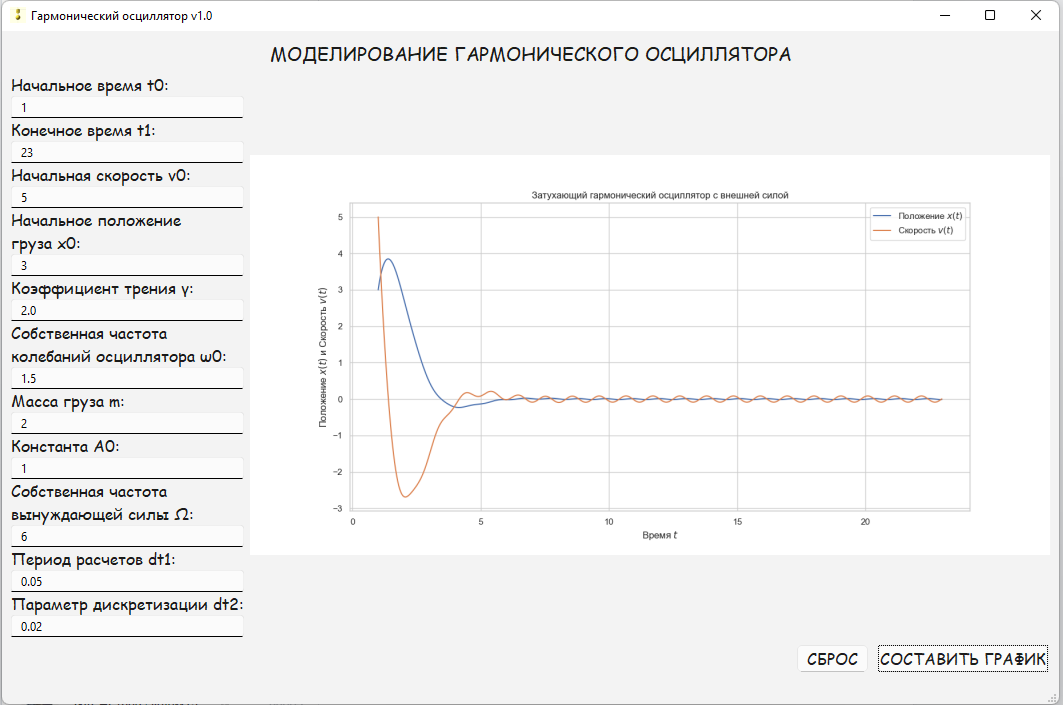 Гармонический осциллятор v1.0
МОДЕЛИРОВАНИЕ ГАРМОНИЧЕСКОГО ОСЦИЛЛЯТОРА
Начальное время t0:
1
Конечное время t1:
23
Начальная скорость v0:
5
Начальное положение
груза x0:
3
Коэффициент трения γ:
2.0
Собственная частота
колебаний осциллятора ω0:
1.5
Масса груза m:
2
Константа A0:
1
Собственная частота
вынуждающей силы Ω:
6
Период расчетов dt1:
0.05
Параметр дискретизации dt2:
0.02
Затухающий гармонический осциллятор с внешней силой
Положение x(t)
Скорость v(t)
Положение x(t) и Скорость v(t)
5
4
3
2
1
0
−1
−2
−3
0 5 10 15 20
Время t
СБРОС СОСТАВИТЬ ГРАФИК